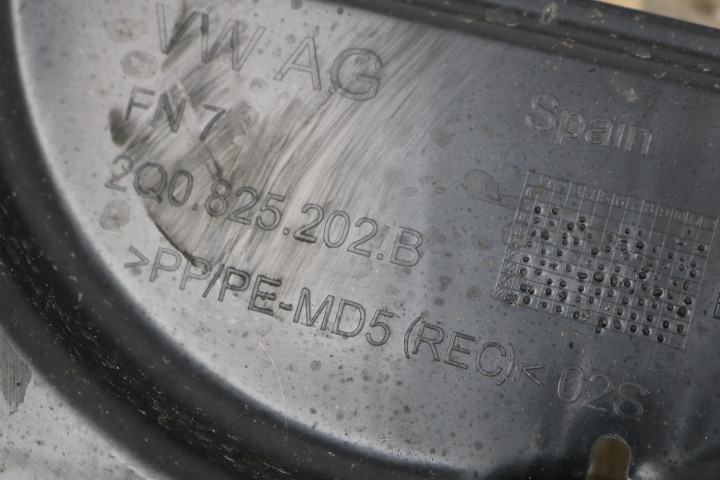 VW AG
FN 7
Spain
2Q0.825.202.B
>PP/PE-MD5 (REC)< 02S